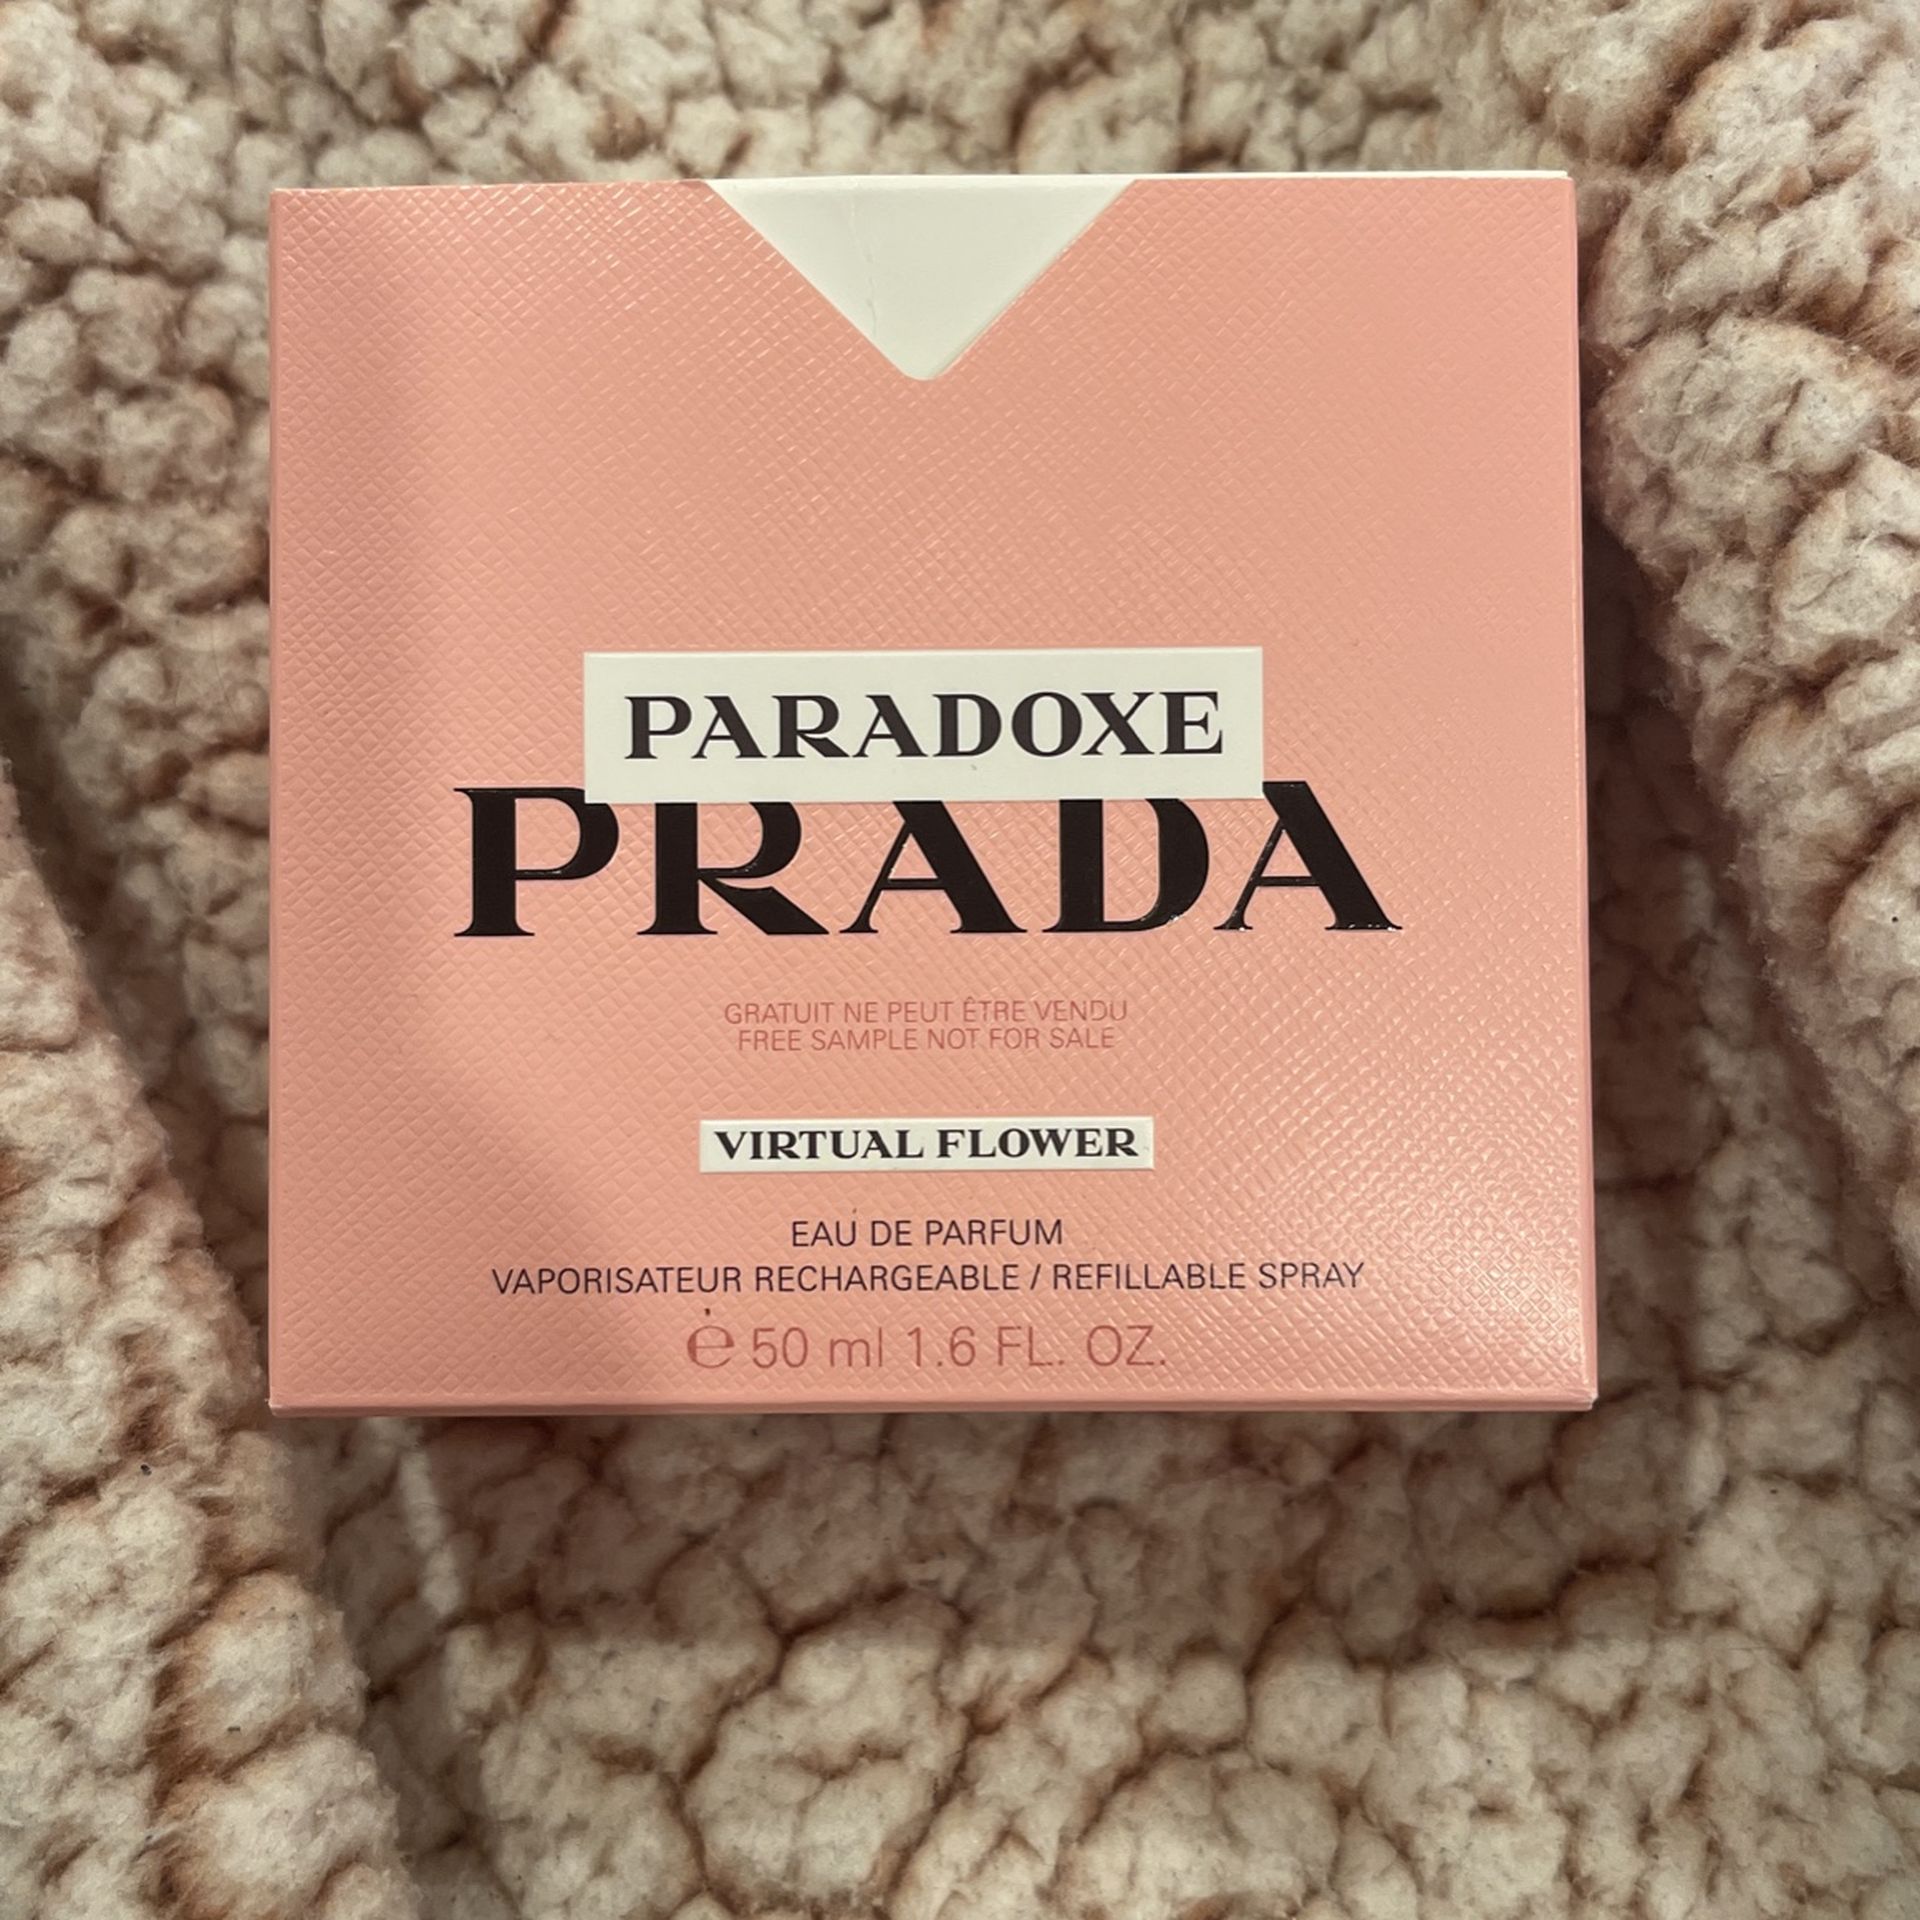 PARADOXE
PRADA
GRATUIT NE PEUT ÊTRE VENDU
FREE SAMPLE NOT FOR SALE
VIRTUAL FLOWER
EAU DE PARFUM
VAPORISATEUR RECHARGEABLE / REFILLABLE SPRAY
e 50 ml 1.6 FL. OZ.